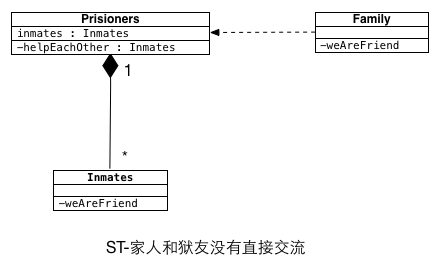 Prisioners
inmates : Inmates
−helpEachOther : Inmates
Family
−weAreFriend
1
*
Inmates
−weAreFriend
ST-家人和狱友没有直接交流